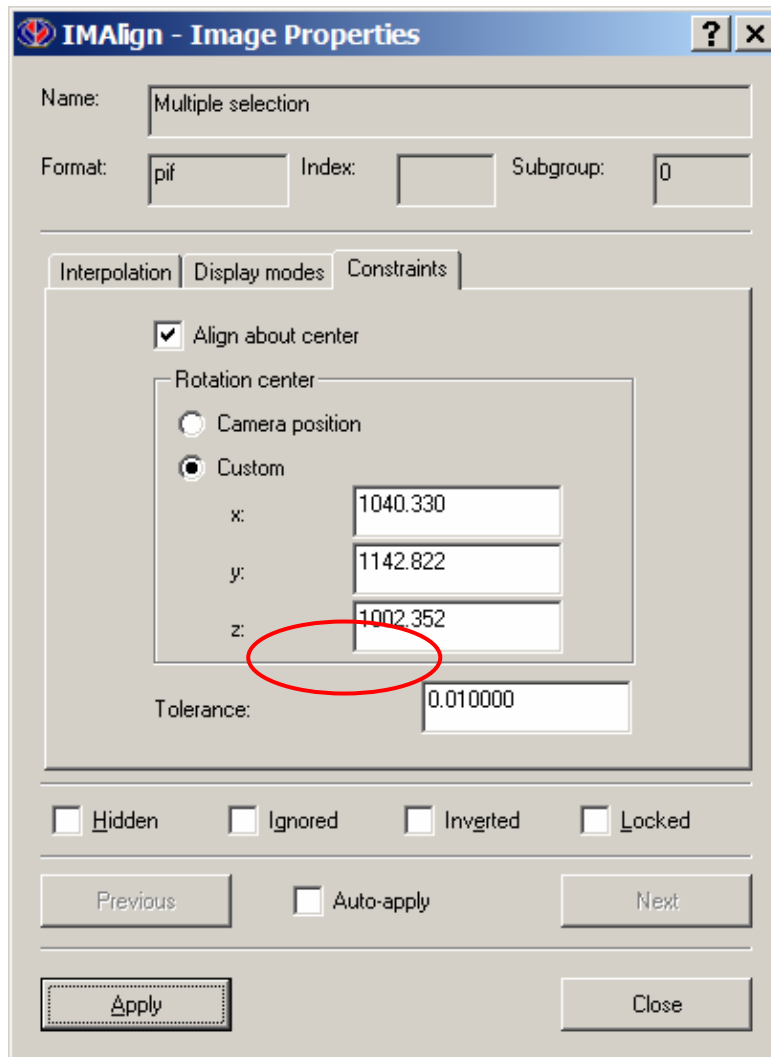 IMAlign - Image Properties
Name: Multiple selection
Format: pif Index: Subgroup: 0
Interpolation Display modes Constraints
Align about center
Rotation center
Camera position
Custom
x: 1040.330
y: 1142.822
z: 1002.352
Tolerance: 0.010000
Hidden Ignored Inverted Locked
Previous Auto-apply Next
Apply Close